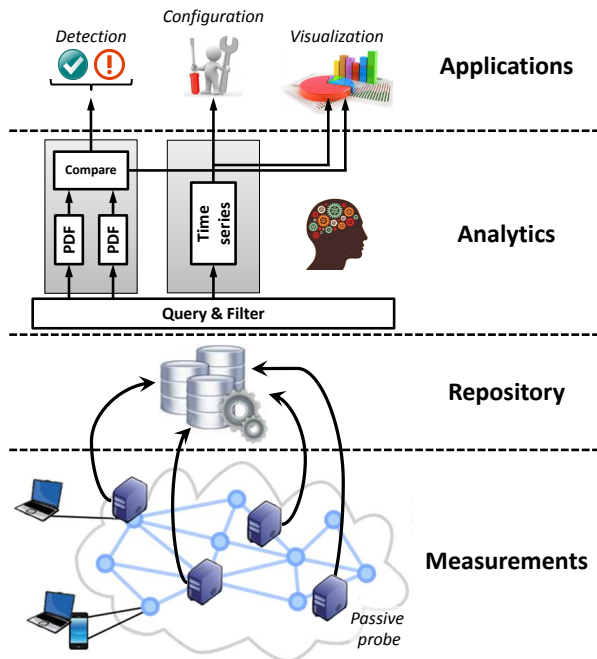 Detection
Configuration
Visualization
Applications
Compare
PDF
PDF
Time
series
Analytics
Query & Filter
Repository
Measurements
Passive
probe